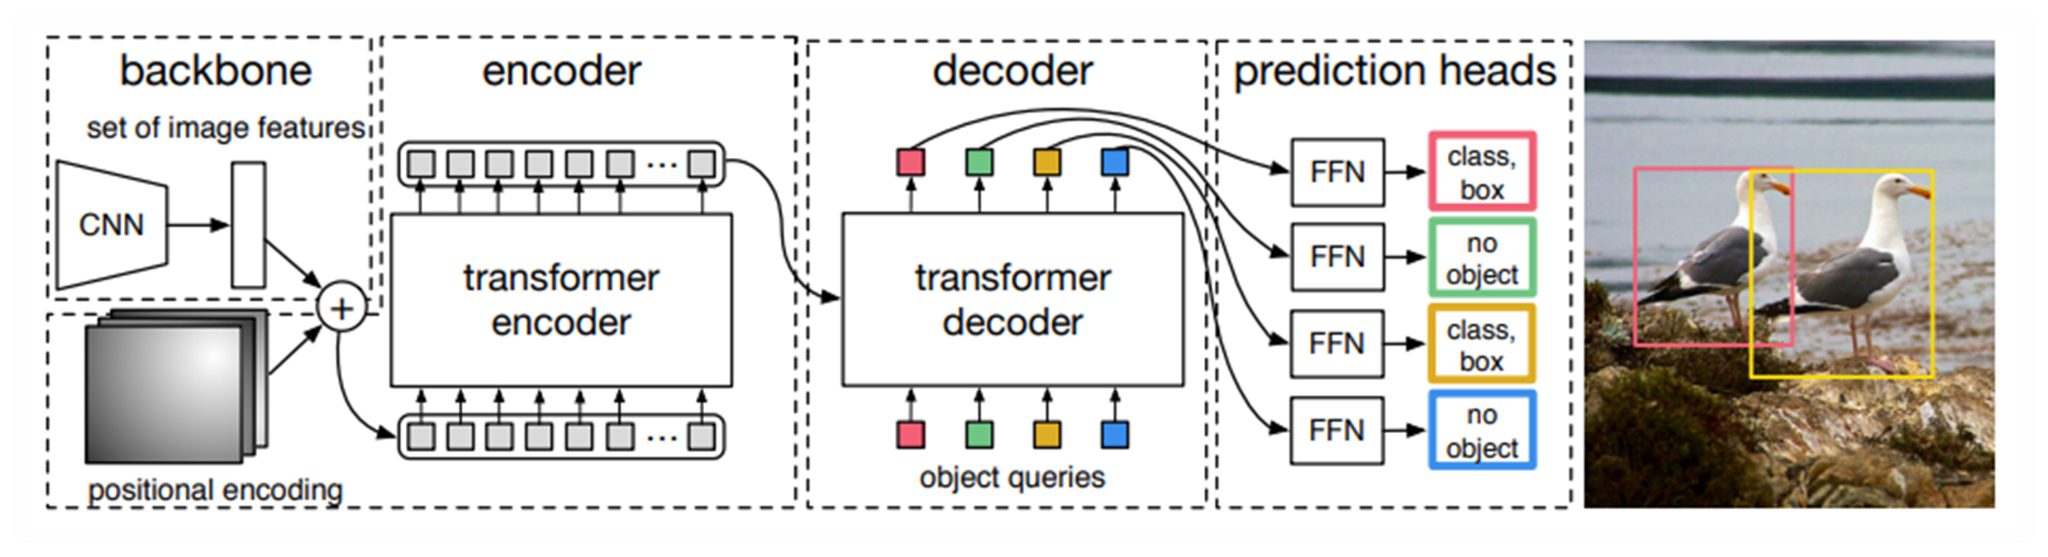 backbone
set of image features
CNN
+
positional encoding
encoder
...
transformer
encoder
...
decoder
transformer
decoder
object queries
prediction heads
FFN
class,
box
FFN
no
object
FFN
class,
box
FFN
no
object